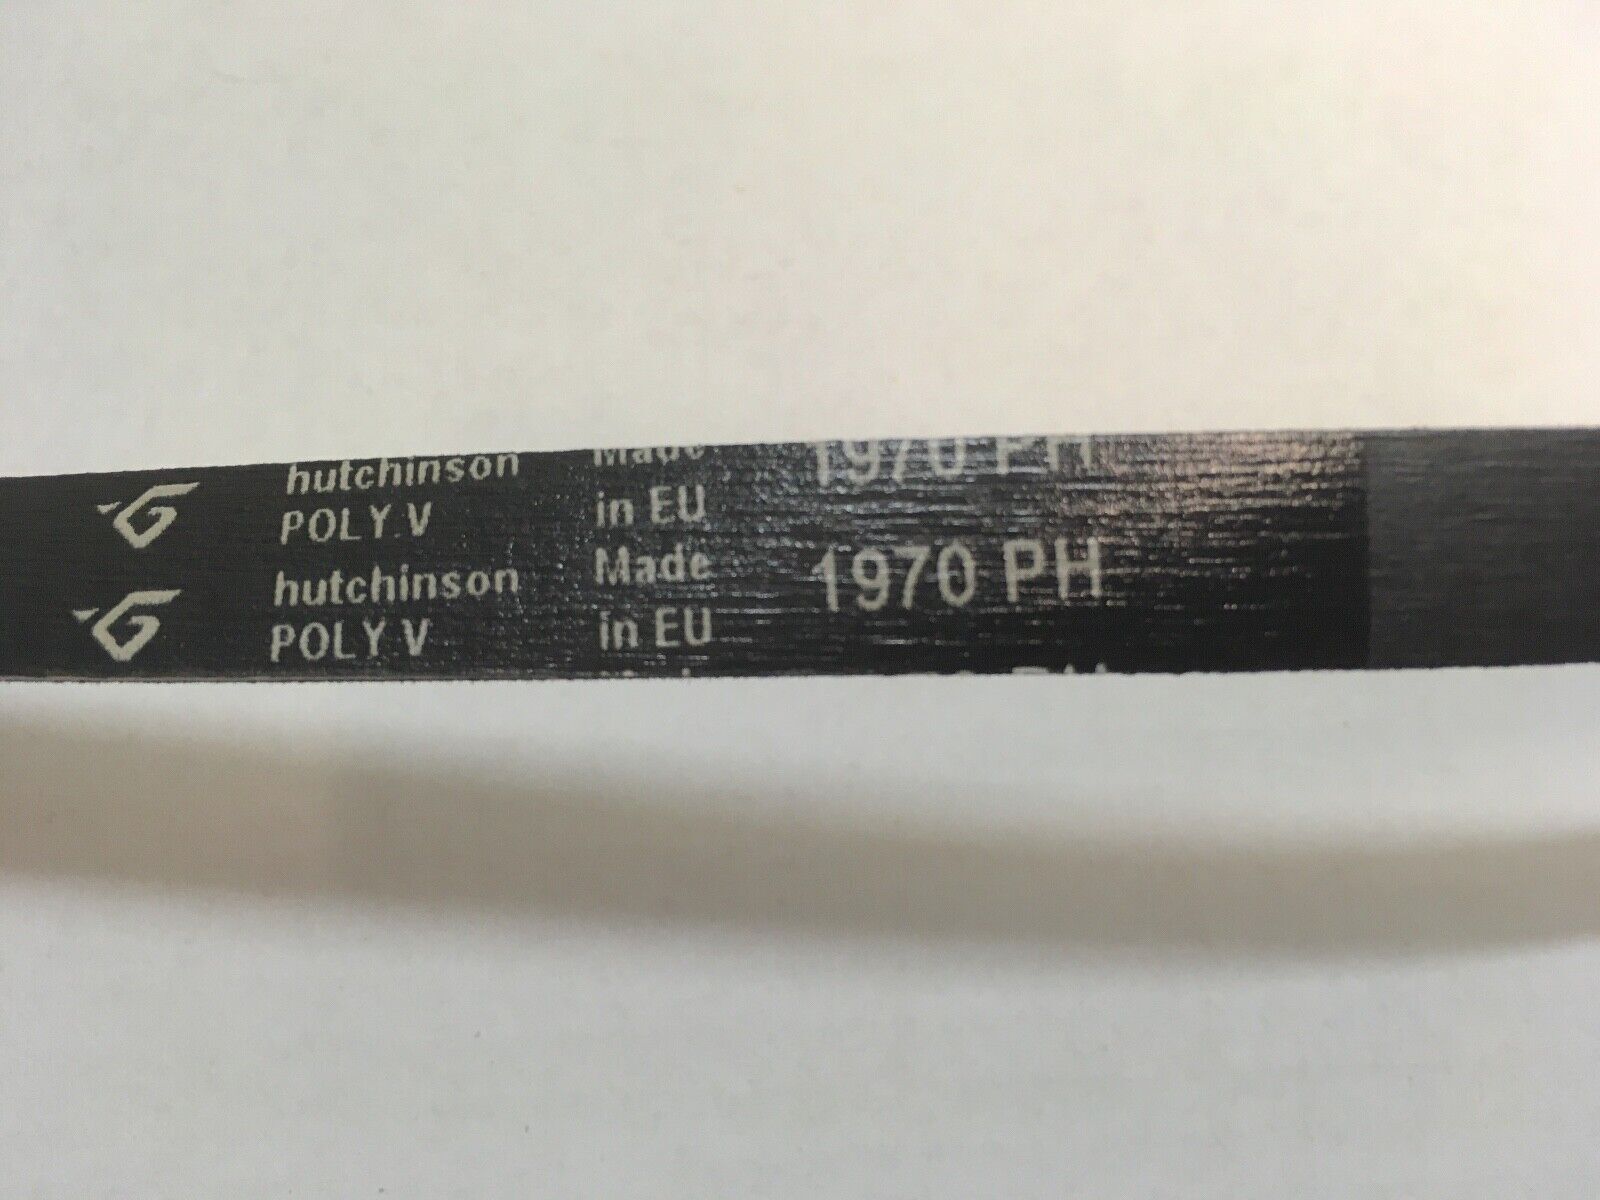 hutchinson
POLY.V
Made
in EU
1970 PH
hutchinson
POLY.V
Made
in EU
1970 PH